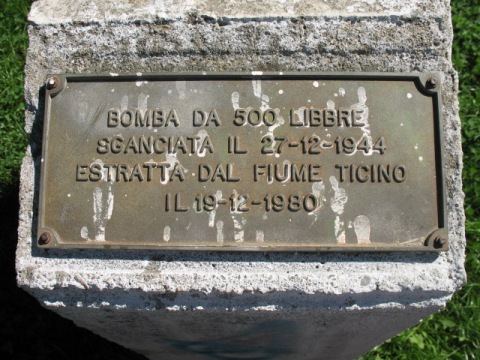 BOMBA DA 500 LIBBRE
SGANCIATA IL 27-12-1944
ESTRATTA DAL FIUME TICINO
IL 19-12-1980